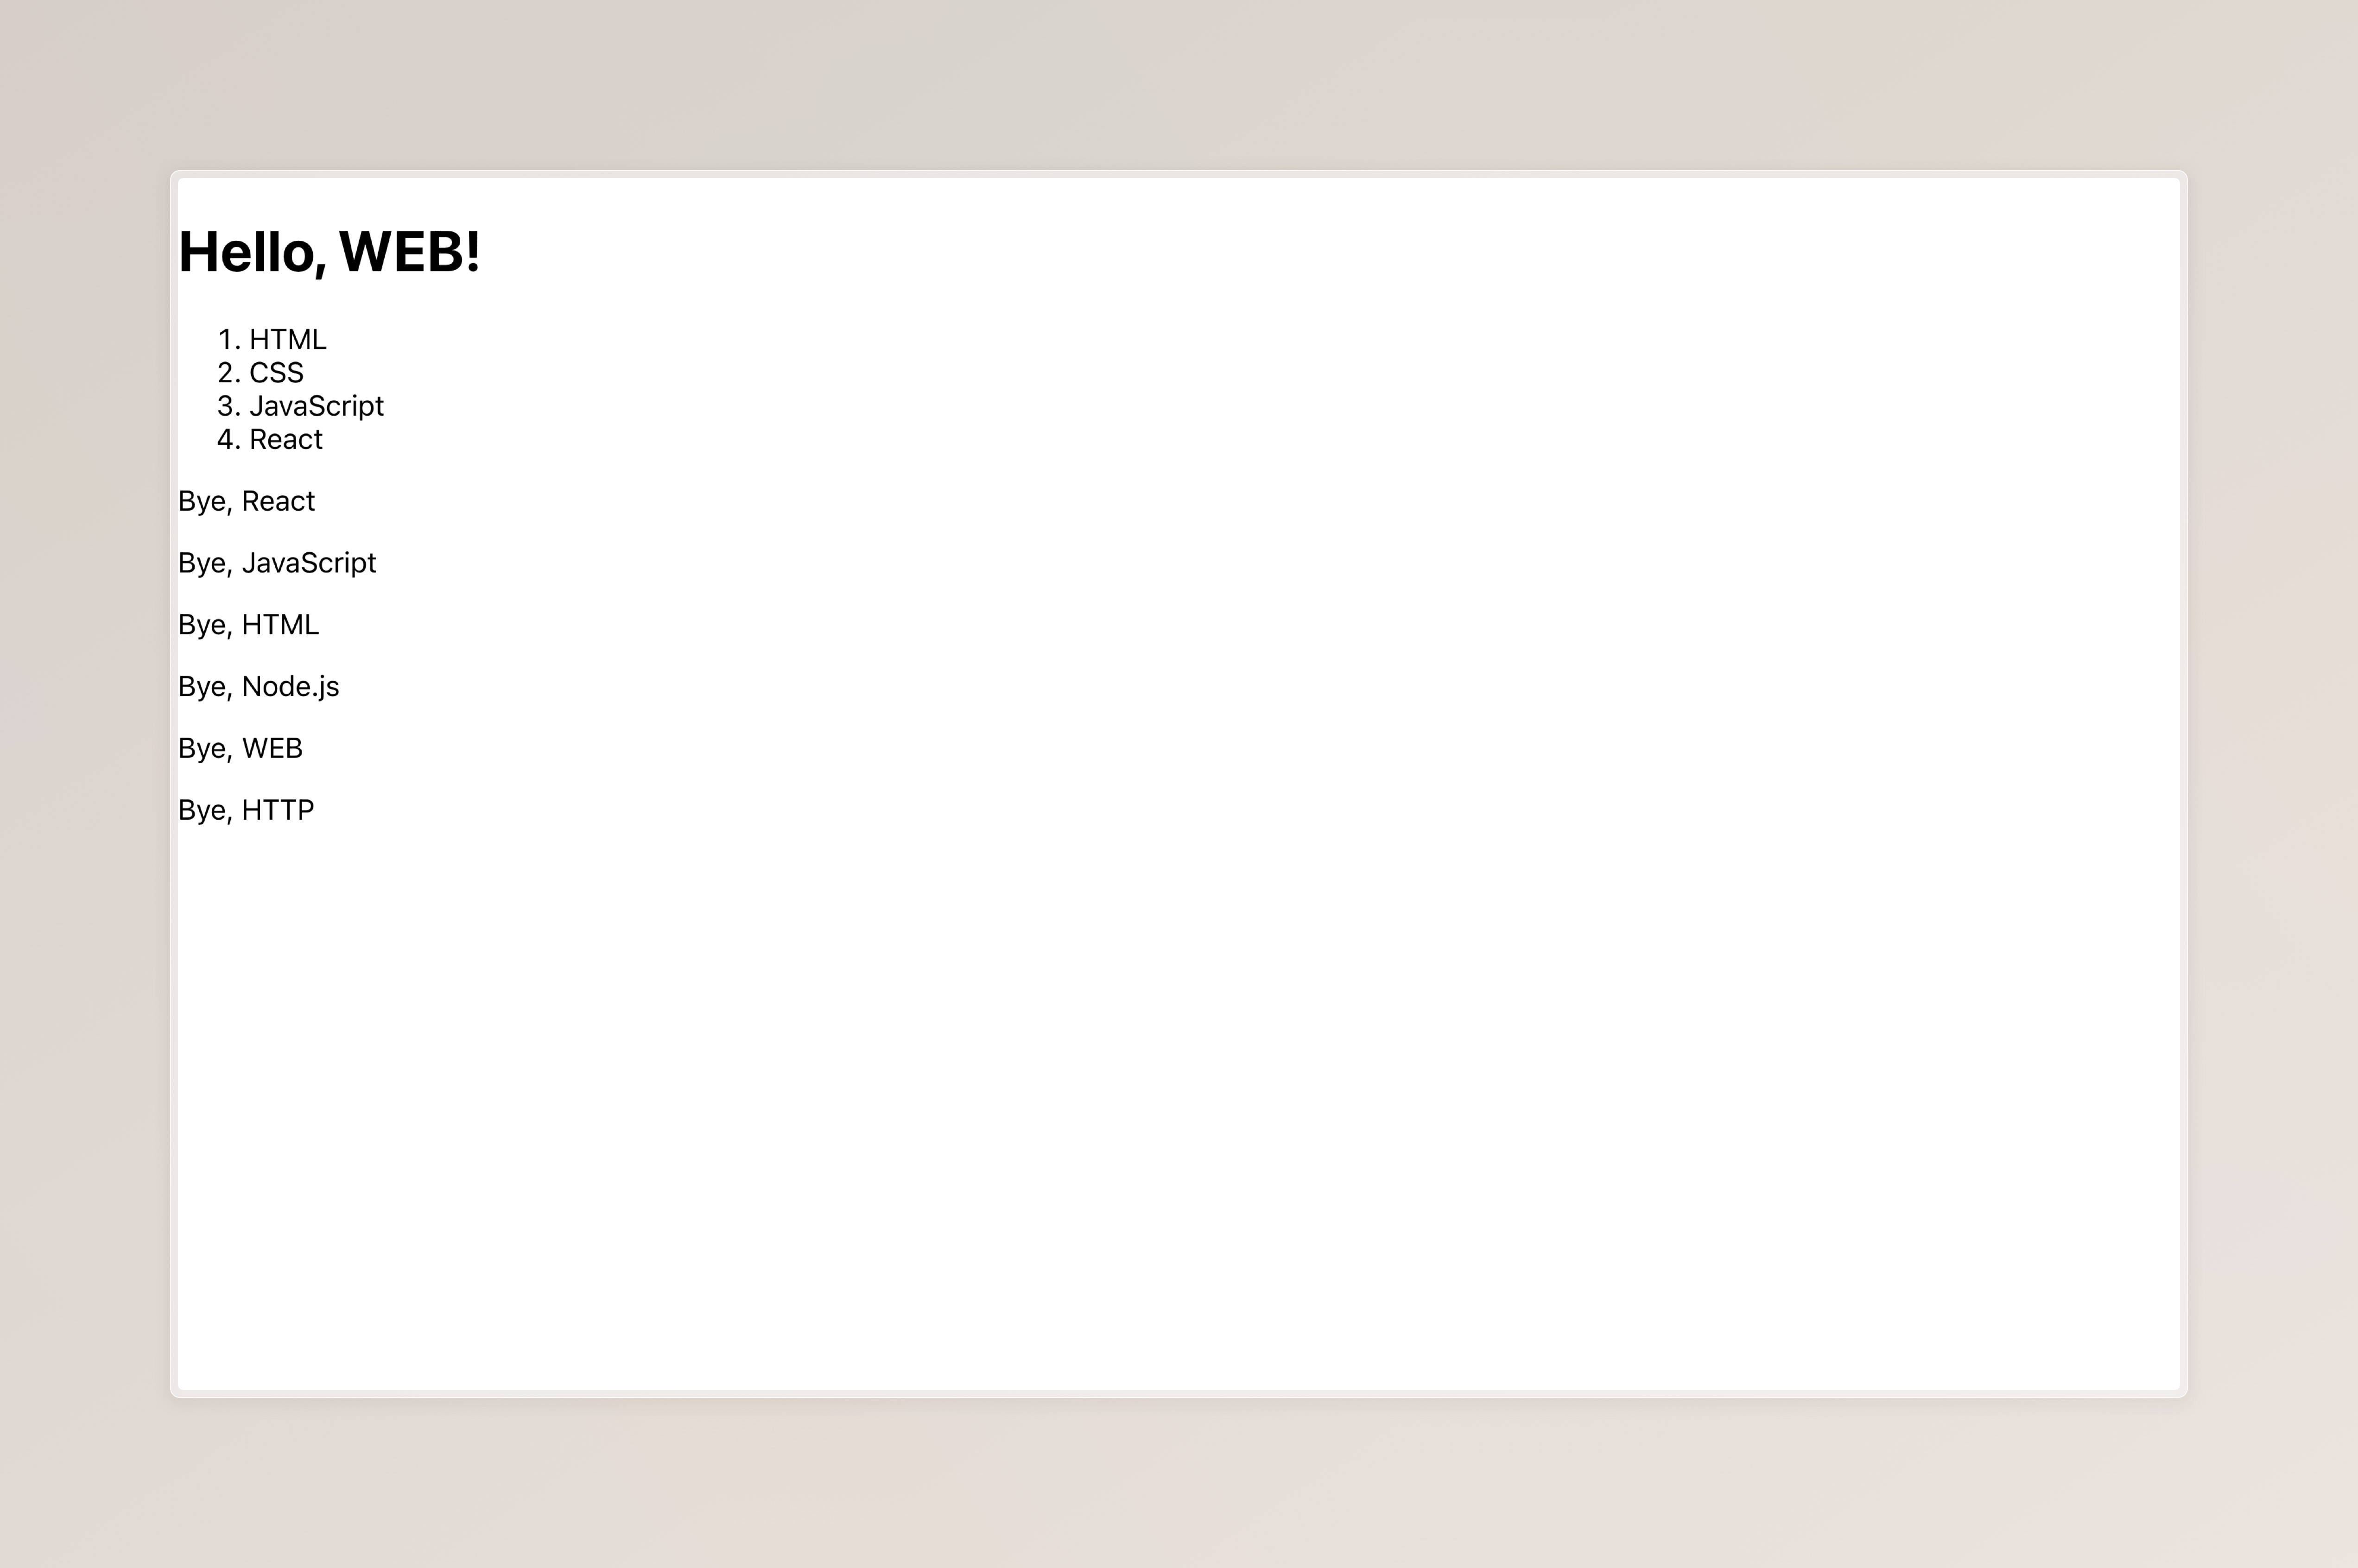 Hello, WEB!
1. HTML
2. CSS
3. JavaScript
4. React
Bye, React
Bye, JavaScript
Bye, HTML
Bye, Node.js
Bye, WEB
Bye, HTTP